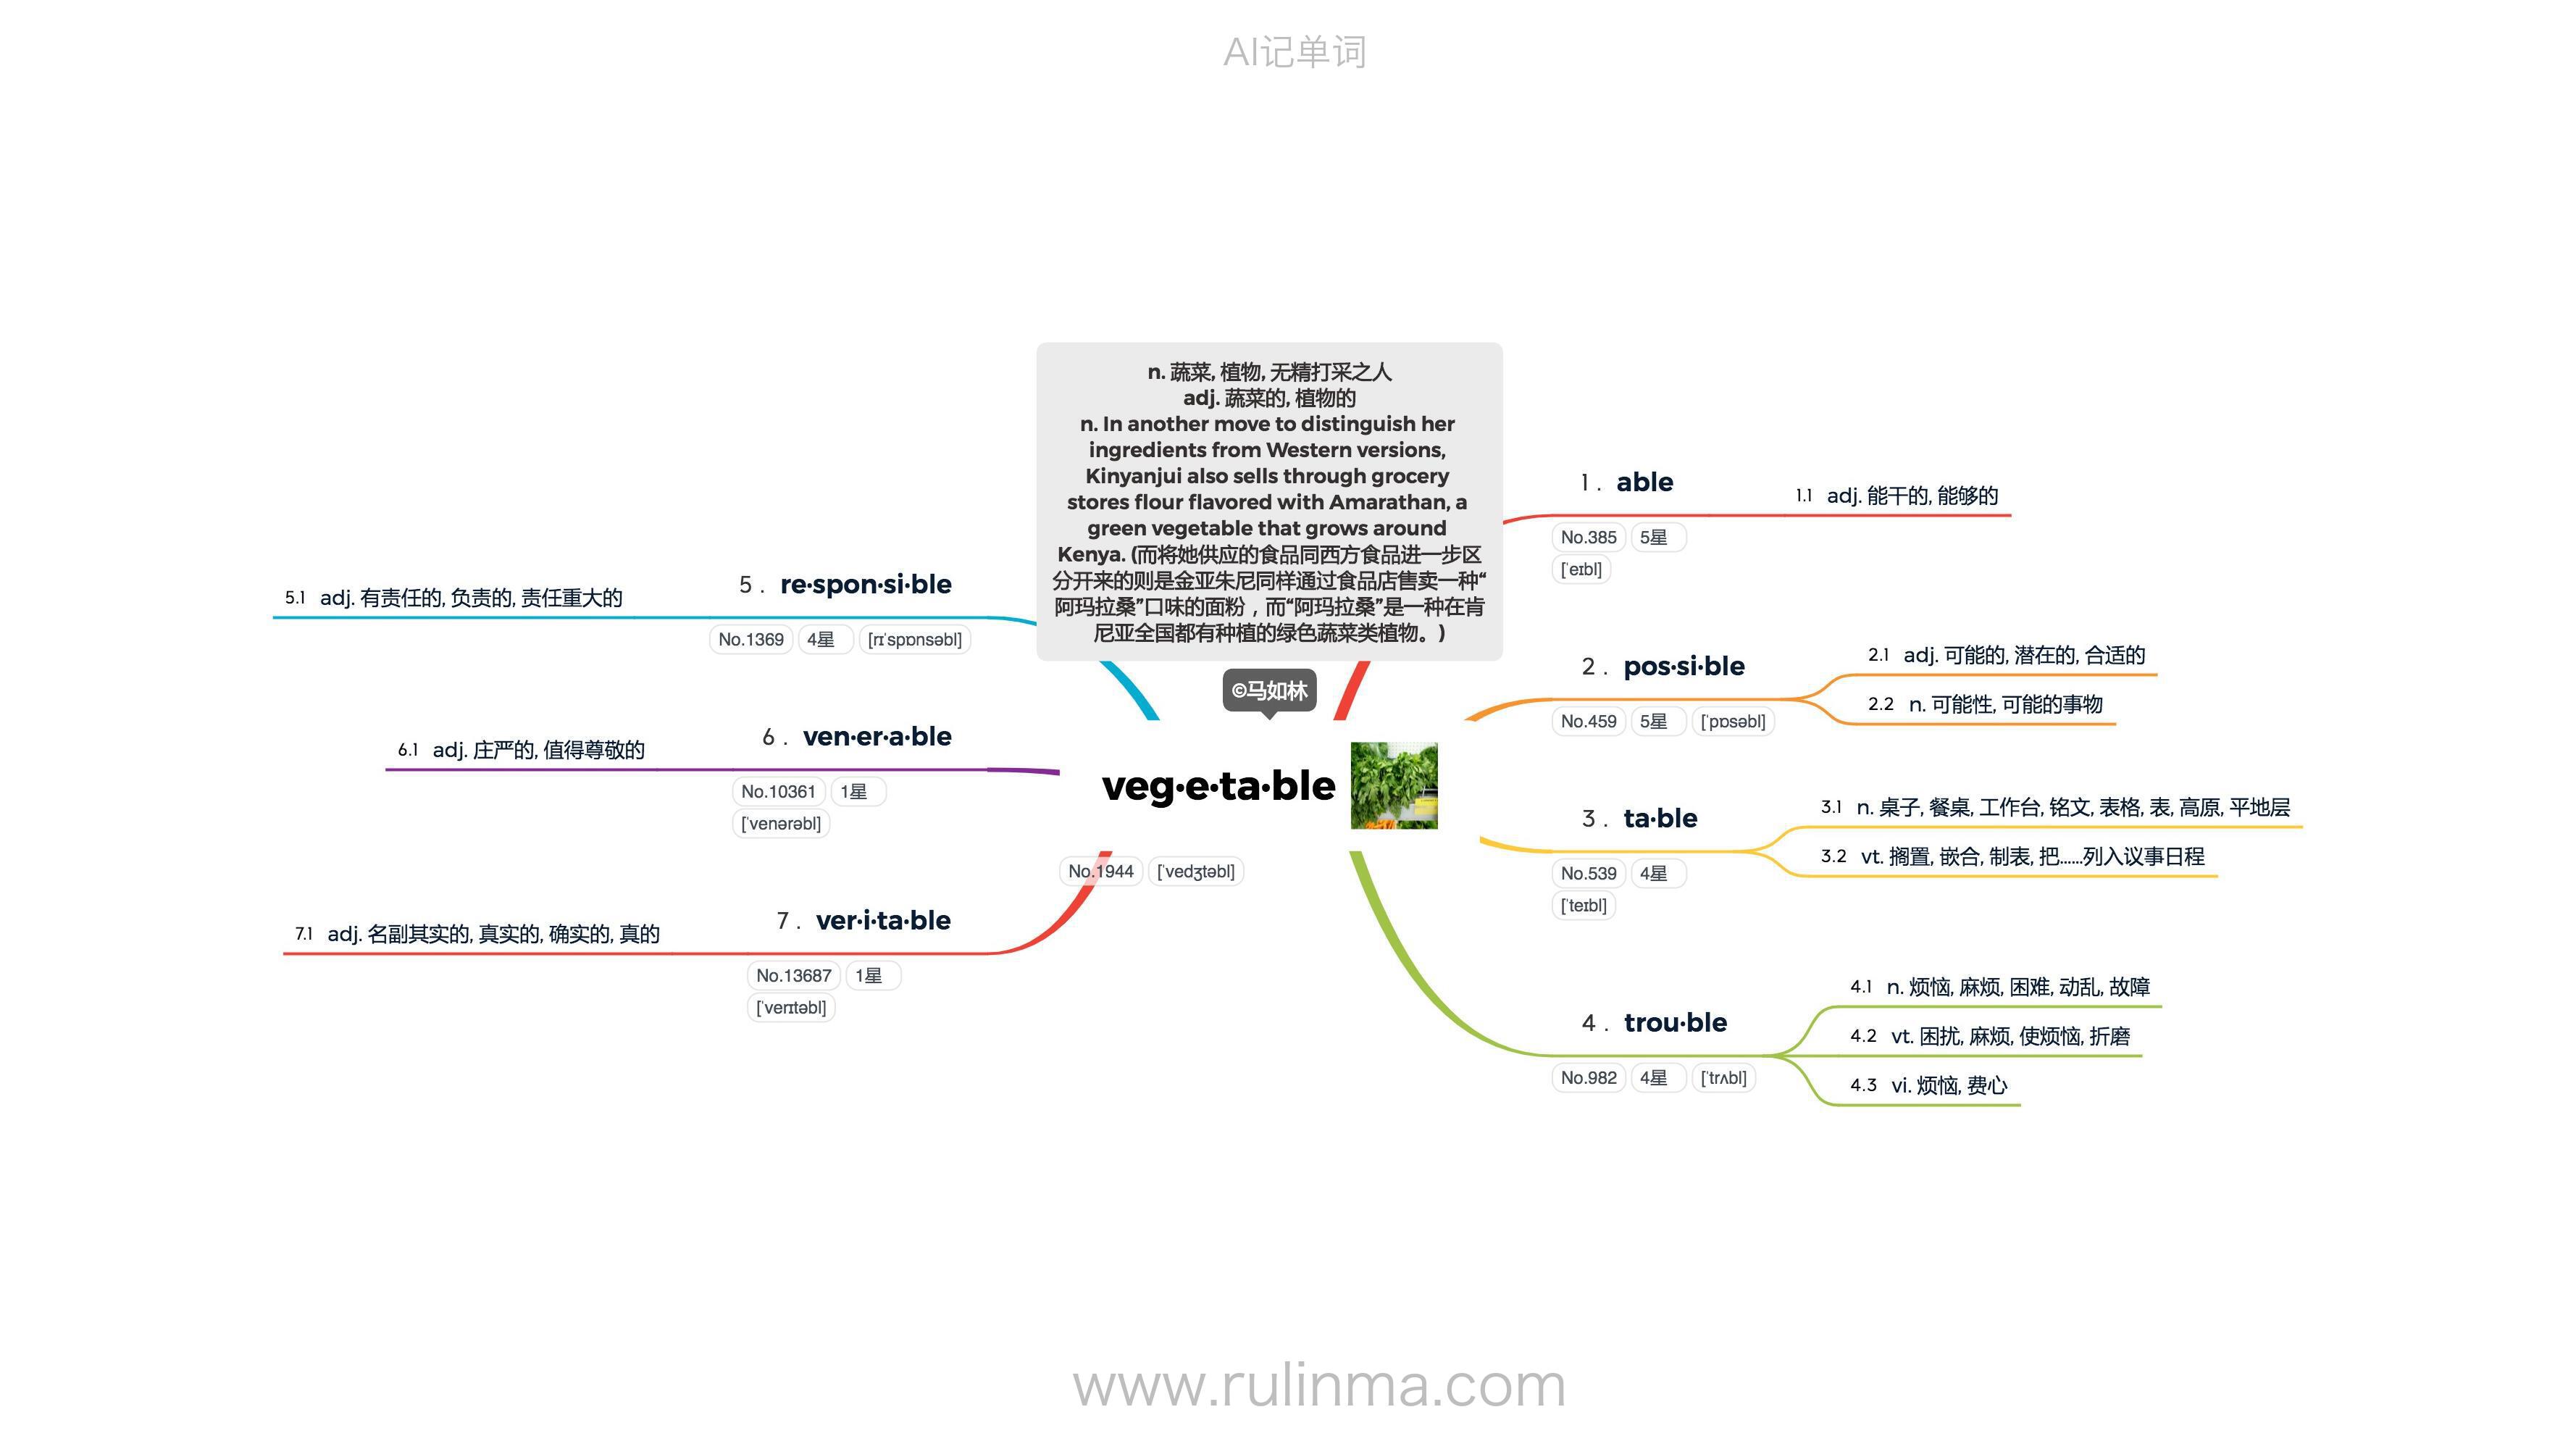 AI记单词
n. 蔬菜, 植物, 无精打采之人
adj. 蔬菜的, 植物的
n. In another move to distinguish her
ingredients from Western versions,
Kinyanjui also sells through grocery
stores flour flavored with Amarathan, a
green vegetable that grows around
Kenya. (而将她供应的食品同西方食品进一步区
分开来的则是金亚朱尼同样通过食品店售卖一种“
阿玛拉桑”口味的面粉，而“阿玛拉桑”是一种在肯
尼亚全国都有种植的绿色蔬菜类植物。)
©马如林
veg·e·ta·ble
No.1944 [ˈvedʒtəbl]
1. able
No.385 5星
[ˈeɪbl]
1.1 adj. 能干的, 能够的
2. pos·si·ble
No.459 5星 [ˈpɒsəbl]
2.1 adj. 可能的, 潜在的, 合适的
2.2 n. 可能性, 可能的事物
3. ta·ble
No.539 4星
[ˈteɪbl]
3.1 n. 桌子, 餐桌, 工作台, 铭文, 表格, 表, 高原, 平地层
3.2 vt. 搁置, 嵌合, 制表, 把……列入议事日程
4. trou·ble
No.982 4星 [ˈtrʌbl]
4.1 n. 烦恼, 麻烦, 困难, 动乱, 故障
4.2 vt. 困扰, 麻烦, 使烦恼, 折磨
4.3 vi. 烦恼, 费心
5. re·spon·si·ble
No.1369 4星 [rɪˈspɒnsəbl]
5.1 adj. 有责任的, 负责的, 责任重大的
6. ven·er·a·ble
No.10361 1星
[ˈvenərəbl]
6.1 adj. 庄严的, 值得尊敬的
7. ver·i·ta·ble
No.13687 1星
[ˈverɪtəbl]
7.1 adj. 名副其实的, 真实的, 确实的, 真的
www.rulinma.com